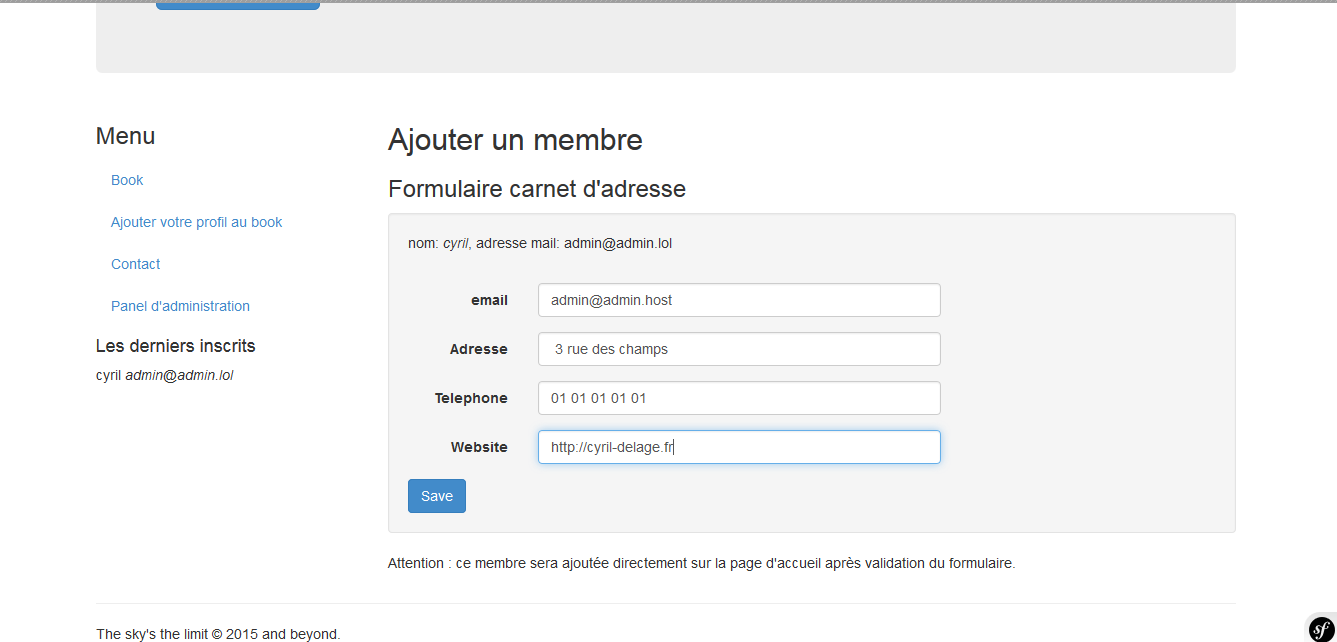 Menu
Book
Ajouter votre profil au book
Contact
Panel d'administration
Les derniers inscrits
cyril admin@admin.lol
Ajouter un membre
Formulaire carnet d'adresse
nom: cyril, adresse mail: admin@admin.lol
email admin@admin.host
Adresse 3 rue des champs
Telephone 01 01 01 01 01
Website http://cyril-delage.fr
Save
Attention : ce membre sera ajoutée directement sur la page d'accueil après validation du formulaire.
The sky's the limit © 2015 and beyond.
sf